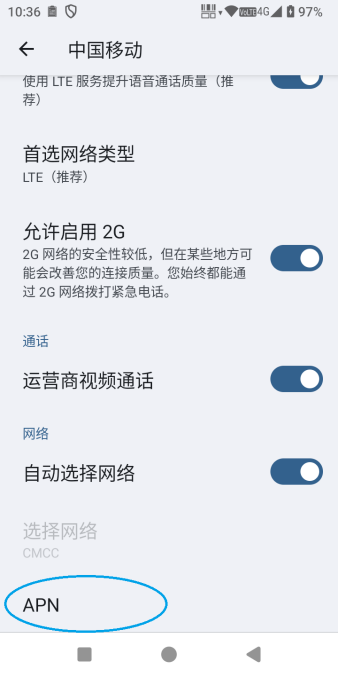 10:36 VoLTE 4G 97%
中国移动
使用 LTE 服务提升语音通话质量（推
荐）
首选网络类型
LTE（推荐）
允许启用 2G
2G 网络的安全性较低，但在某些地方可
能会改善您的连接质量。您始终都能通
过 2G 网络拨打紧急电话。
通话
运营商视频通话
网络
自动选择网络
选择网络
CMCC
APN